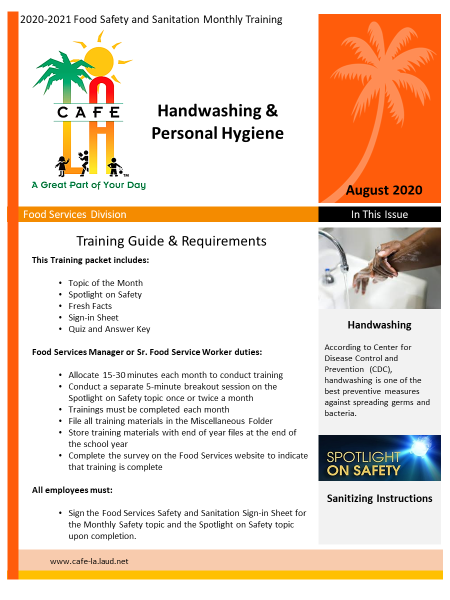 2020-2021 Food Safety and Sanitation Monthly Training
LA
CAFE
TM
A Great Part of Your Day
Handwashing &
Personal Hygiene
August 2020
Food Services Division
In This Issue
Training Guide & Requirements
This Training packet includes:
• Topic of the Month
• Spotlight on Safety
• Fresh Facts
• Sign-in Sheet
• Quiz and Answer Key
Food Services Manager or Sr. Food Service Worker duties:
• Allocate 15-30 minutes each month to conduct training
• Conduct a separate 5-minute breakout session on the
Spotlight on Safety topic once or twice a month
• Trainings must be completed each month
• File all training materials in the Miscellaneous Folder
• Store training materials with end of year files at the end of
the school year
• Complete the survey on the Food Services website to indicate
that training is complete
All employees must:
• Sign the Food Services Safety and Sanitation Sign-in Sheet for
the Monthly Safety topic and the Spotlight on Safety topic
upon completion.
Handwashing
According to Center for
Disease Control and
Prevention (CDC),
handwashing is one of the
best preventive measures
against spreading germs and
bacteria.
SPOTLIGHT
ON SAFETY
Sanitizing Instructions
www.cafe-la.laud.net